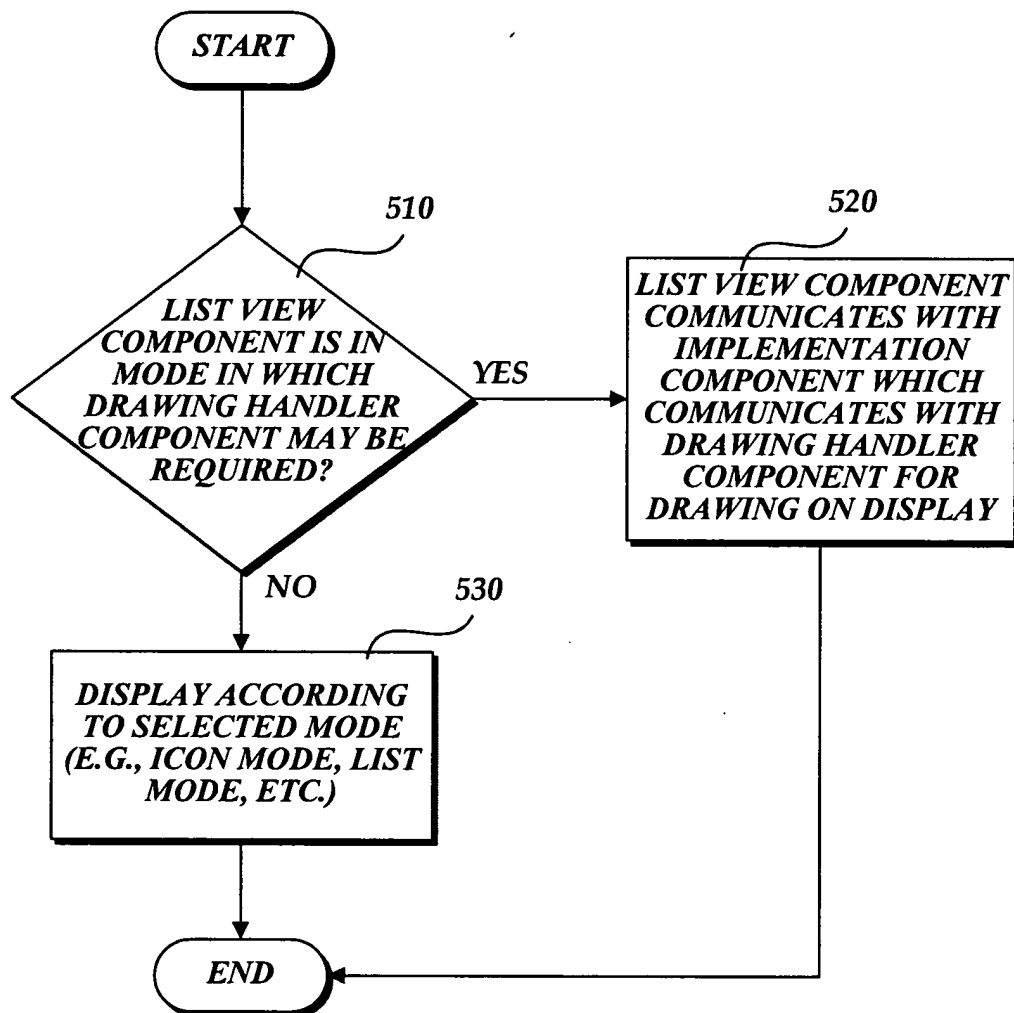 START
510
LIST VIEW
COMPONENT IS IN
MODE IN WHICH
DRAWING HANDLER
COMPONENT MAY BE
REQUIRED?
YES
520
LIST VIEW COMPONENT
COMMUNICATES WITH
IMPLEMENTATION
COMPONENT WHICH
COMMUNICATES WITH
DRAWING HANDLER
COMPONENT FOR
DRAWING ON DISPLAY
NO
530
DISPLAY ACCORDING
TO SELECTED MODE
(E.G., ICON MODE, LIST
MODE, ETC.)
END